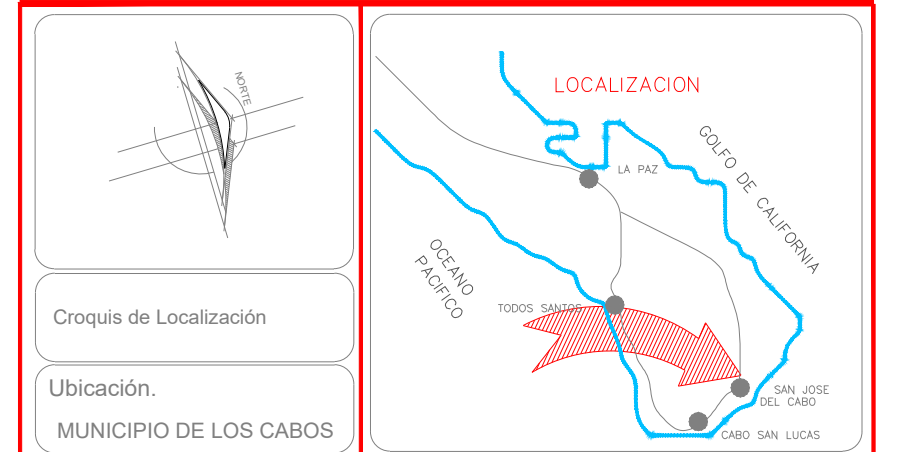 NORTE
Croquis de Localización
Ubicación.
MUNICIPIO DE LOS CABOS
LOCALIZACION
GOLFO DE CALIFORNIA
LA PAZ
OCEANO
PACIFICO
TODOS SANTOS
SAN JOSE
DEL CABO
CABO SAN LUCAS